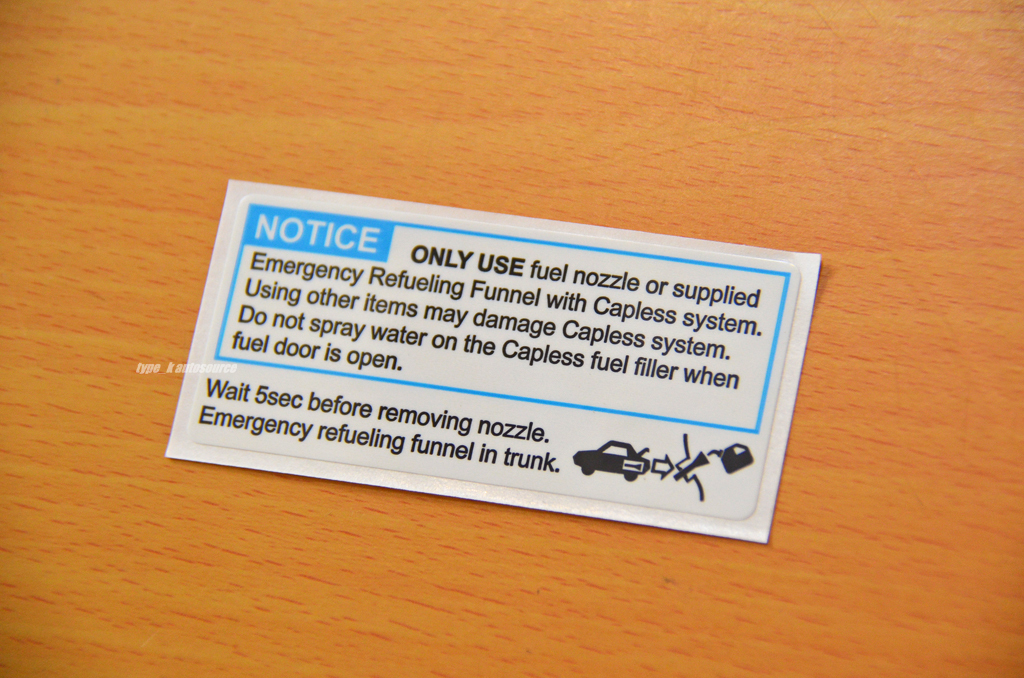 NOTICE ONLY USE fuel nozzle or supplied
Emergency Refueling Funnel with Capless system.
Using other items may damage Capless system.
Do not spray water on the Capless fuel filler when
fuel door is open.
Wait 5sec before removing nozzle.
Emergency refueling funnel in trunk.
type_k autosource